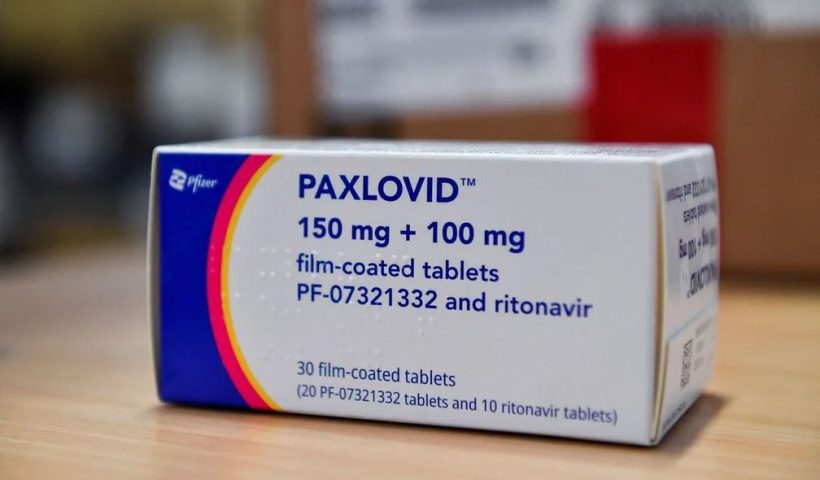 Pfizer
PAXLOVID™
150 mg + 100 mg
film-coated tablets
PF-07321332 and ritonavir
30 film-coated tablets
(20 PF-07321332 tablets and 10 ritonavir tablets)
PAXLOVID